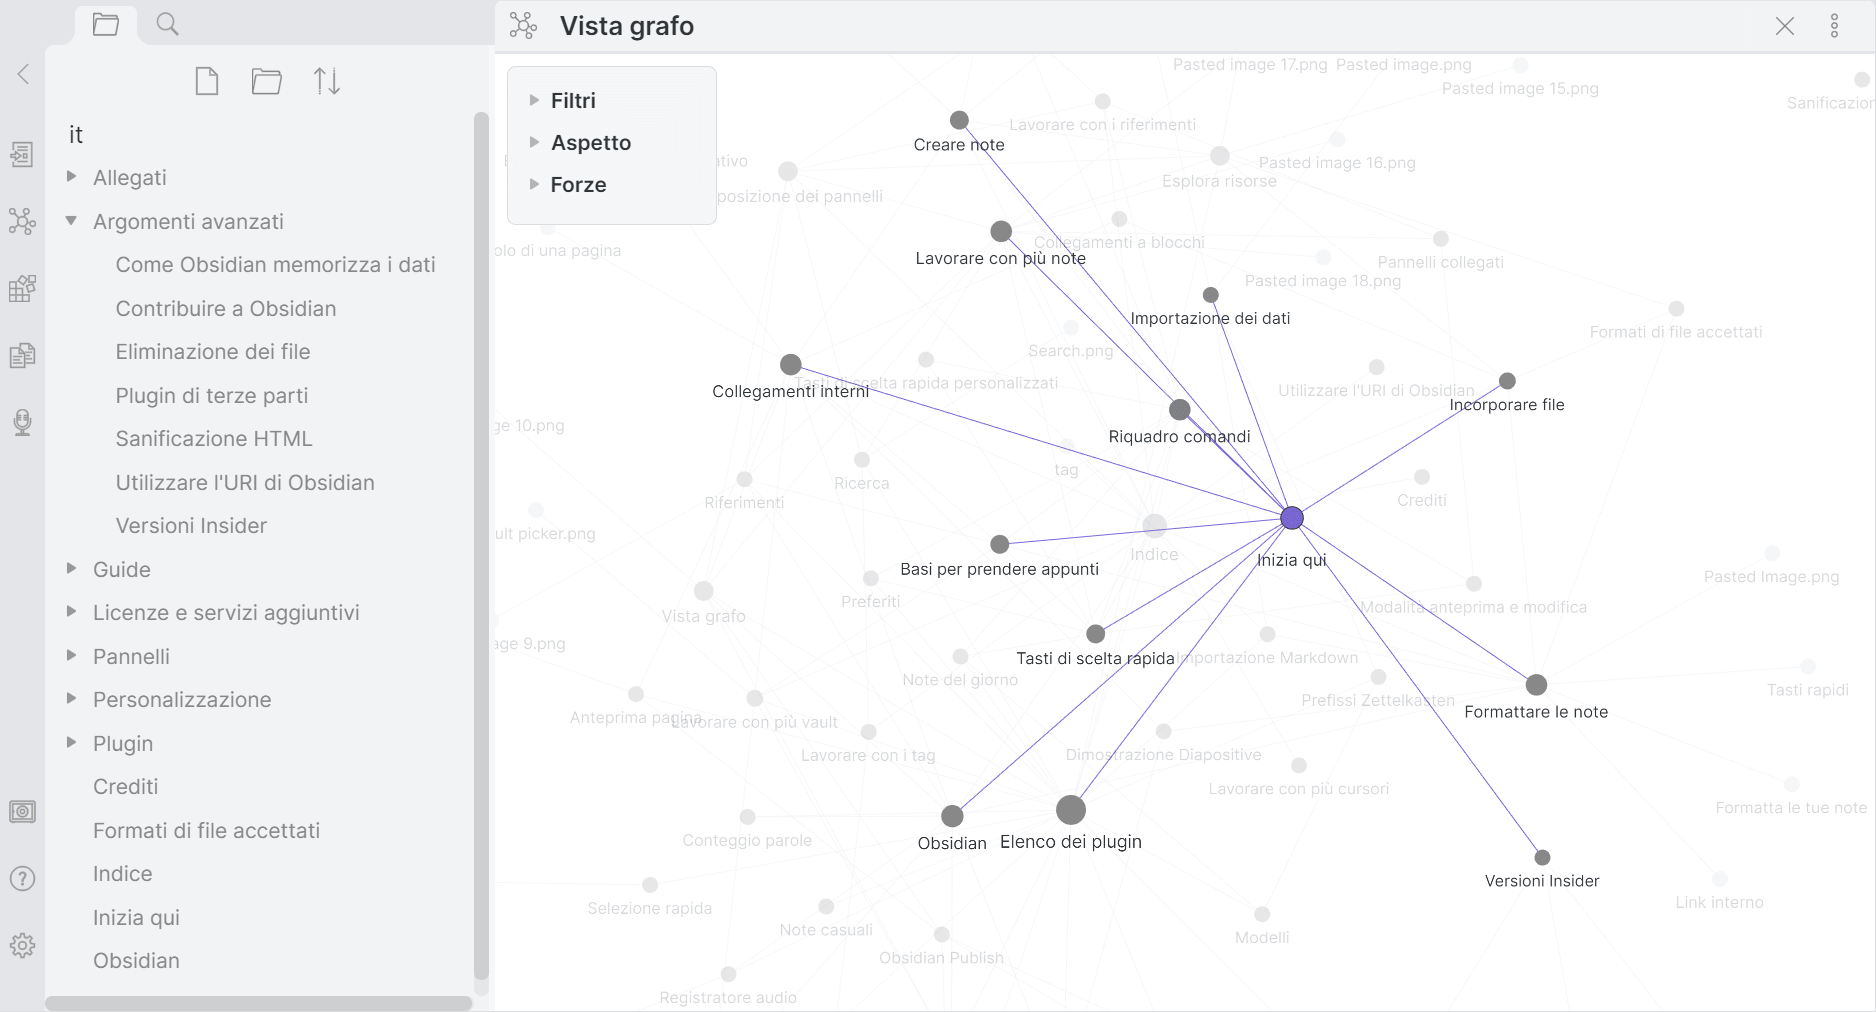 Vista grafo
it
Allegati
Argomenti avanzati
Come Obsidian memorizza i dati
Contribuire a Obsidian
Eliminazione dei file
Plugin di terze parti
Sanificazione HTML
Utilizzare l'URI di Obsidian
Versioni Insider
Guide
Licenze e servizi aggiuntivi
Pannelli
Personalizzazione
Plugin
Crediti
Formati di file accettati
Indice
Inizia qui
Obsidian
Filtri
Aspetto
Forze
Pasted image 17.png
Pasted image.png
Pasted image 15.png
Sanificazior
Lavorare con i riferimenti
Creare note
ativo
Pasted image 16.png
Esplora risorse
posizione dei pannelli
olo di una pagina
Collegamenti a blocchi
Lavorare con più note
Pannelli collegati
Pasted image 18.png
Importazione dei dati
Formati di file accettati
Search.png
Tasti di scelta rapida personalizzati
Collegamenti interni
Utilizzare l'URI di Obsidian
Incorporare file
ge 10.png
Riquadro comandi
tag
Ricerca
Riferimenti
Crediti
ult picker.png
Indice
Inizia qui
Basi per prendere appunti
Pasted Image.png
Preferiti
Modalità anteprima e modifica
Vista grafo
age 9.png
Tasti di scelta rapida
Importazione Markdown
Note del giorno
Tasti rapidi
Prefissi Zettelkasten
Formattare le note
Anteprima pagina
Lavorare con più vault
Lavorare con i tag
Dimostrazione Diapositive
Lavorare con più cursori
Formatta le tue note
Conteggio parole
Obsidian
Elenco dei plugin
Versioni Insider
Link interno
Selezione rapida
Note casuali
Modelli
Obsidian Publish
Registratore audio